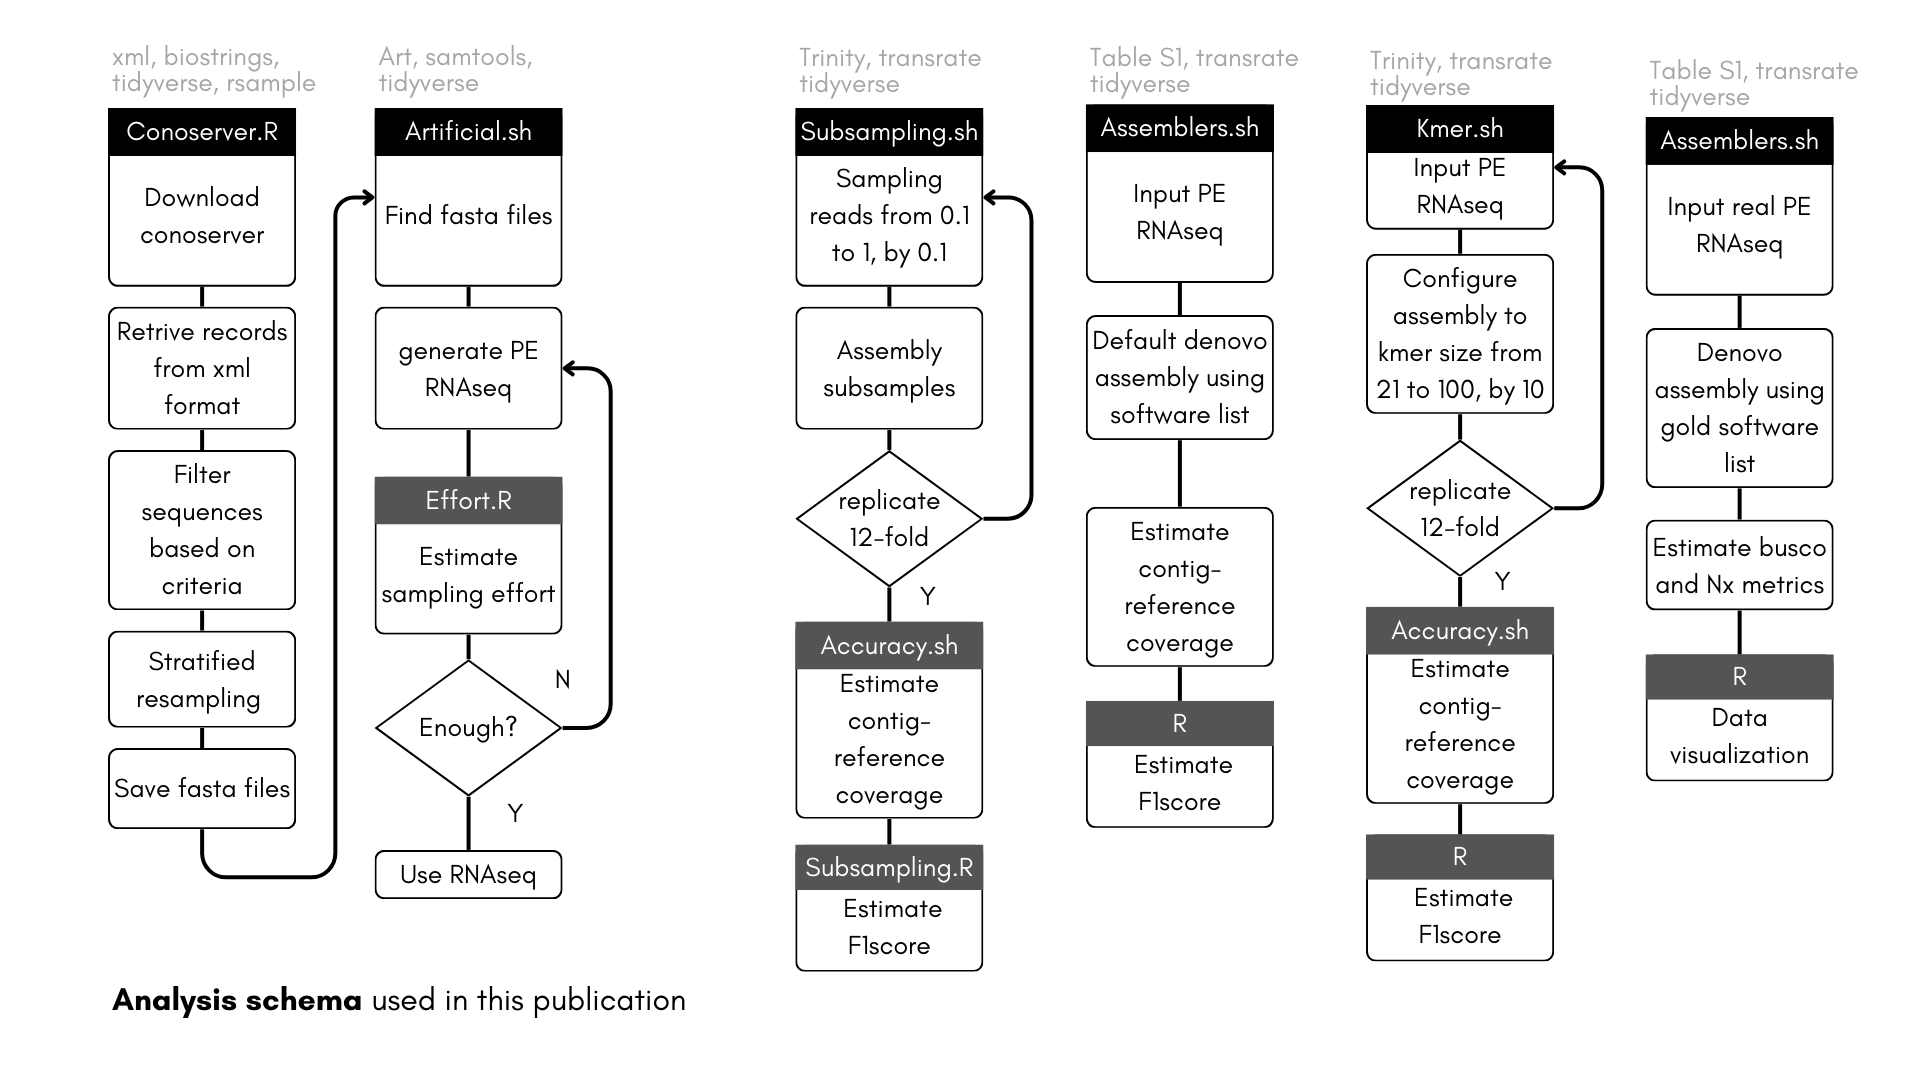 xml, biostrings,
tidyverse, rsample
Conoserver.R
Download
conoserver
Retrive records
from xml
format
Filter
sequences
based on
criteria
Stratified
resampling
Save fasta files
Art, samtools,
tidyverse
Artificial.sh
Find fasta files
generate PE
RNAseq
Effort.R
Estimate
sampling effort
N
Enough?
Y
Use RNAseq
Trinity, transrate
tidyverse
Subsampling.sh
Sampling
reads from 0.1
to 1, by 0.1
Assembly
subsamples
replicate
12-fold
Y
Accuracy.sh
Estimate
contig-
reference
coverage
Subsampling.R
Estimate
F1score
Table S1, transrate
tidyverse
Assemblers.sh
Input PE
RNAseq
Default denovo
assembly using
software list
Estimate
contig-
reference
coverage
R
Estimate
F1score
Trinity, transrate
tidyverse
Kmer.sh
Input PE
RNAseq
Configure
assembly to
kmer size from
21 to 100, by 10
replicate
12-fold
Y
Accuracy.sh
Estimate
contig-
reference
coverage
R
Estimate
F1score
Table S1, transrate
tidyverse
Assemblers.sh
Input real PE
RNAseq
Denovo
assembly using
gold software
list
Estimate busco
and Nx metrics
R
Data
visualization
Analysis schema used in this publication